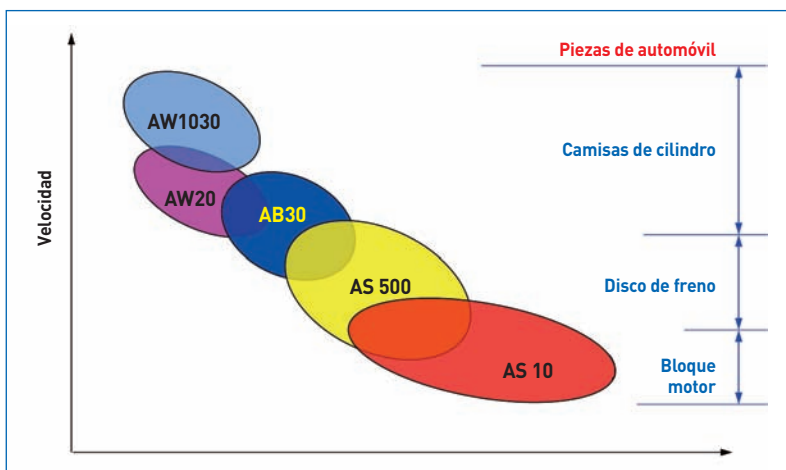 Piezas de automóvil
AW1030
Camisas de cilindro
AW20
AB30
Velocidad
AS 500
Disco de freno
AS 10
Bloque
motor